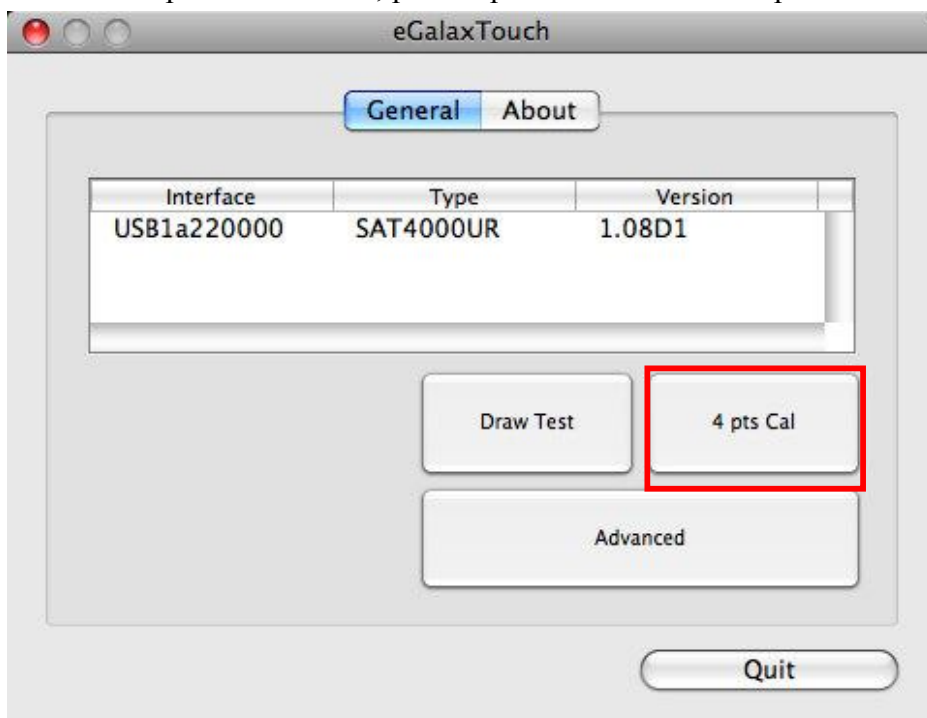 eGalaxTouch
General About
Interface Type Version
USB1a220000 SAT4000UR 1.08D1
Draw Test 4 pts Cal
Advanced
Quit